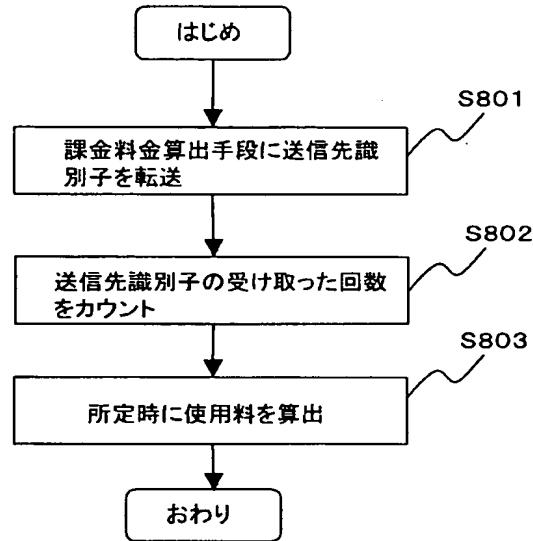 はじめ
S801
課金料金算出手段に送信先識
別子を転送
S802
送信先識別子の受け取った回数
をカウント
S803
所定時に使用料を算出
おわり